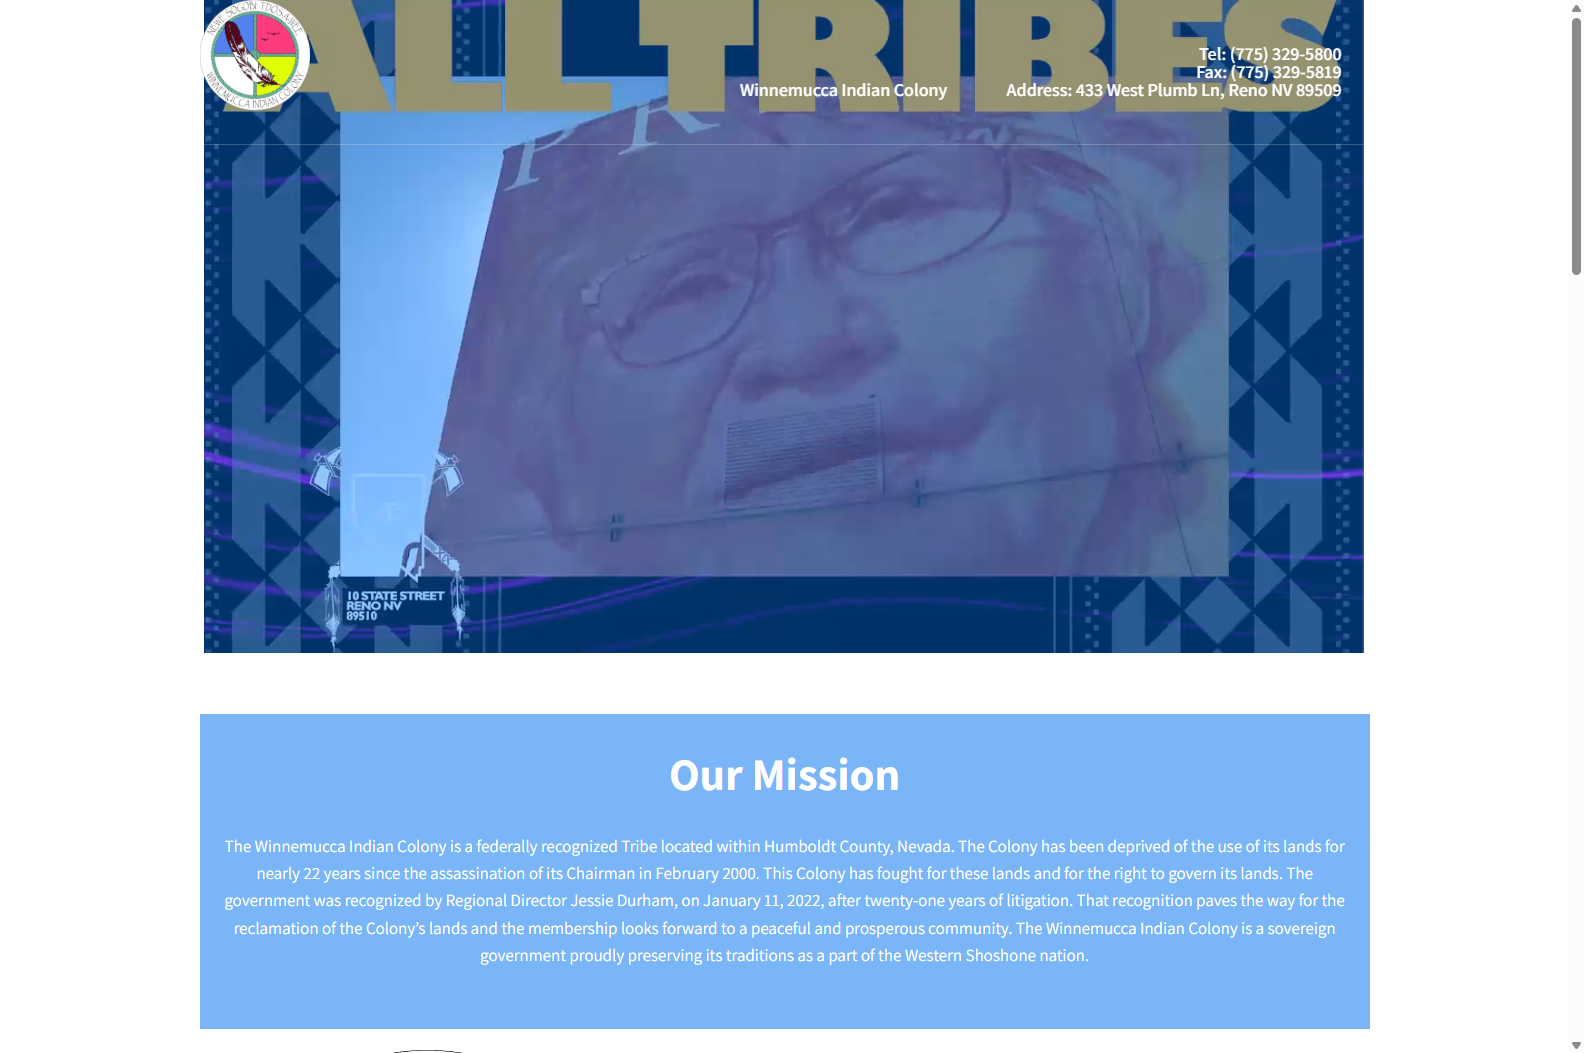 ALL TRIBES
NEWE SOGOBI TDOSA-WEE
WINNEMUCCA INDIAN COLONY
Tel: (775) 329-5800
Fax: (775) 329-5819
Winnemucca Indian Colony
Address: 433 West Plumb Ln, Reno NV 89509
PR
10 STATE STREET
RENO NV
89510
Our Mission
The Winnemucca Indian Colony is a federally recognized Tribe located within Humboldt County, Nevada. The Colony has been deprived of the use of its lands for
nearly 22 years since the assassination of its Chairman in February 2000. This Colony has fought for these lands and for the right to govern its lands. The
government was recognized by Regional Director Jessie Durham, on January 11, 2022, after twenty-one years of litigation. That recognition paves the way for the
reclamation of the Colony’s lands and the membership looks forward to a peaceful and prosperous community. The Winnemucca Indian Colony is a sovereign
government proudly preserving its traditions as a part of the Western Shoshone nation.